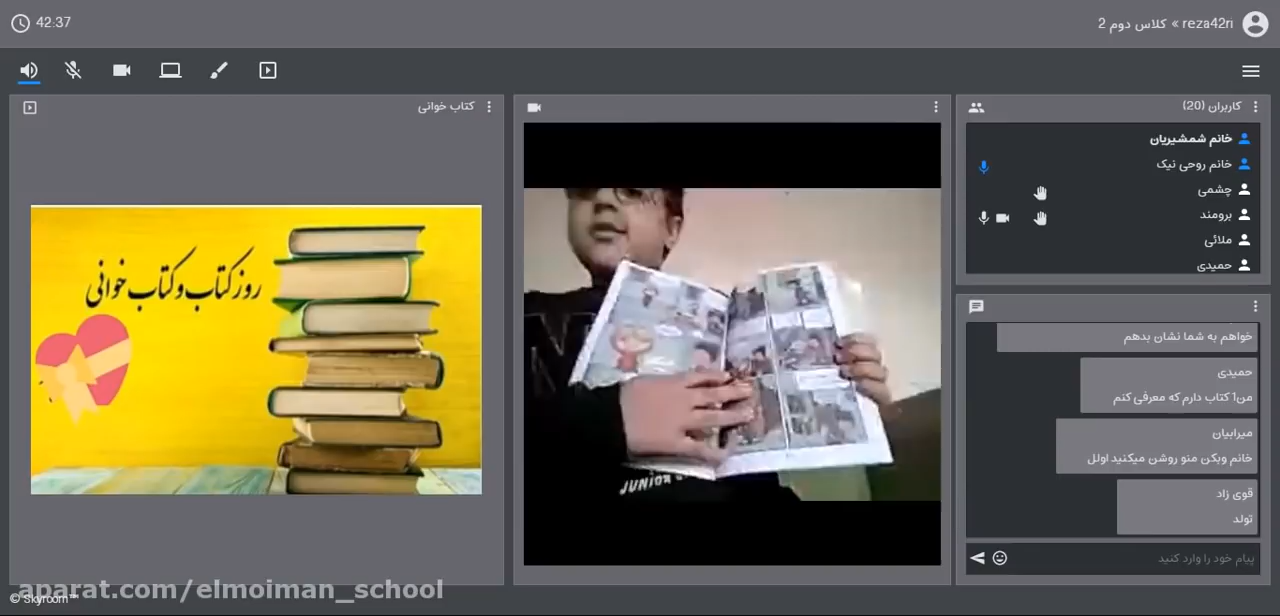 42:37
reza42ri » کلاس دوم 2
کتاب خوانی
روز کتاب و کتاب خوانی
کاربران (20)
خانم شمشیریان
خانم روحی نیک
چشمی
برومند
ملائی
حمیدی
خواهم به شما نشان بدهم
حمیدی
من1 کتاب دارم که معرفی کنم
میرابیان
خانم وبکن منو روشن میکنید اولل
قوی زاد
تولد
پیام خود را وارد کنید
aparat.com/elmoiman_school
© Skyroom™